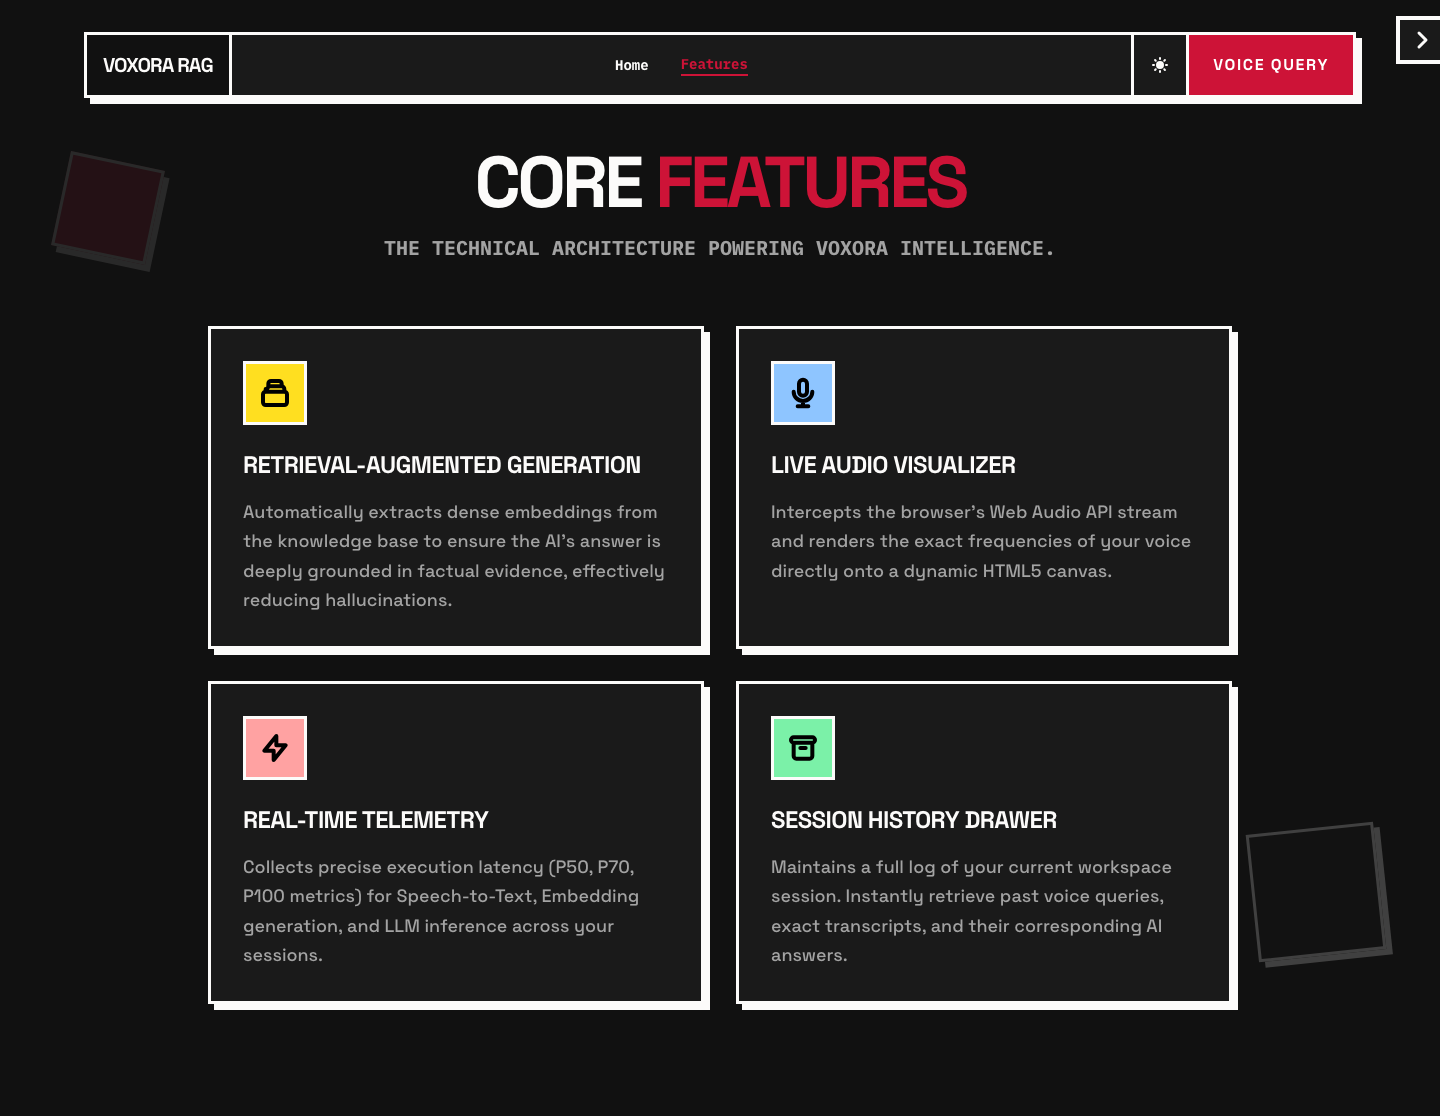 VOXORA RAG
Home
Features
VOICE QUERY
CORE FEATURES
THE TECHNICAL ARCHITECTURE POWERING VOXORA INTELLIGENCE.
RETRIEVAL-AUGMENTED GENERATION
Automatically extracts dense embeddings from
the knowledge base to ensure the AI's answer is
deeply grounded in factual evidence, effectively
reducing hallucinations.
LIVE AUDIO VISUALIZER
Intercepts the browser's Web Audio API stream
and renders the exact frequencies of your voice
directly onto a dynamic HTML5 canvas.
REAL-TIME TELEMETRY
Collects precise execution latency (P50, P70,
P100 metrics) for Speech-to-Text, Embedding
generation, and LLM inference across your
sessions.
SESSION HISTORY DRAWER
Maintains a full log of your current workspace
session. Instantly retrieve past voice queries,
exact transcripts, and their corresponding AI
answers.